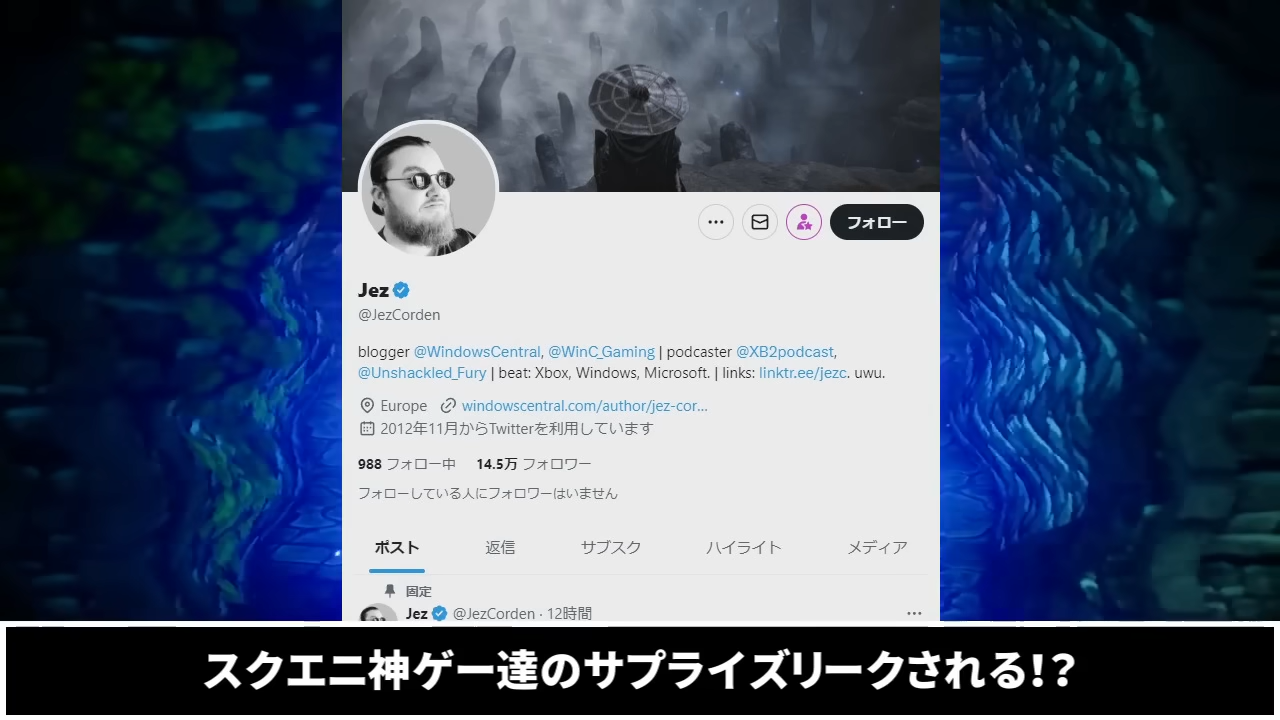 フォロー
Jez
@JezCorden
blogger @WindowsCentral, @WinC_Gaming | podcaster @XB2podcast,
@Unshackled_Fury | beat: Xbox, Windows, Microsoft. | links: linktr.ee/jezc. uwu.
Europe windowscentral.com/author/jez-cor...
2012年11月からTwitterを利用しています
988 フォロー中 14.5万 フォロワー
フォローしている人にフォロワーはいません
ポスト 返信 サブスク ハイライト メディア
固定
Jez @JezCorden · 12時間
スクエニ神ゲー達のサプライズリークされる!?